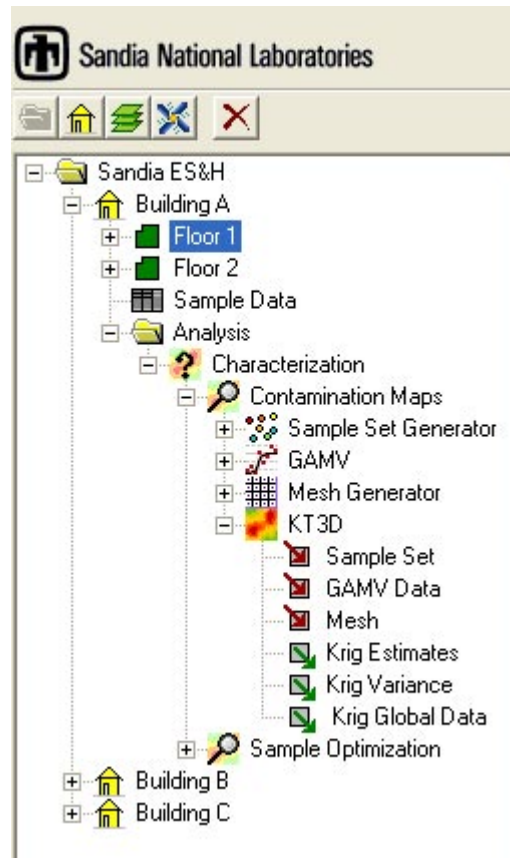 Sandia National Laboratories
Sandia ES&H
Building A
Floor 1
Floor 2
Sample Data
Analysis
Characterization
Contamination Maps
Sample Set Generator
GAMV
Mesh Generator
KT3D
Sample Set
GAMV Data
Mesh
Krig Estimates
Krig Variance
Krig Global Data
Sample Optimization
Building B
Building C